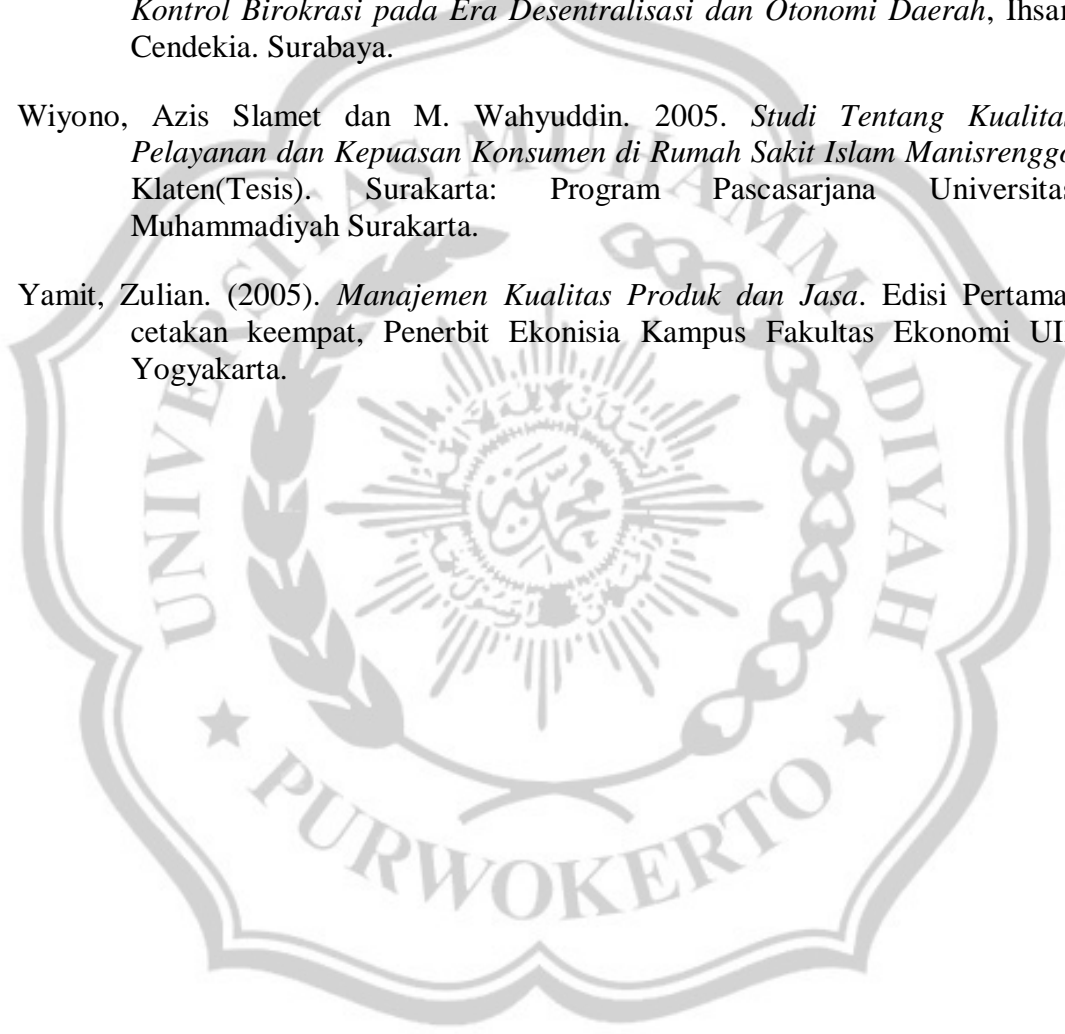 Kontrol Birokrasi pada Era Desentralisasi dan Otonomi Daerah, Ihsan
Cendekia. Surabaya.
Wiyono, Azis Slamet dan M. Wahyuddin. 2005. Studi Tentang Kualita
Pelayanan dan Kepuasan Konsumen di Rumah Sakit Islam Manisrenggo
Klaten(Tesis). Surakarta: Program Pascasarjana Universita
Muhammadiyah Surakarta.
Yamit, Zulian. (2005). Manajemen Kualitas Produk dan Jasa. Edisi Pertama
cetakan keempat, Penerbit Ekonisia Kampus Fakultas Ekonomi UII
Yogyakarta.
UNIVERSITAS MUHAMMADIYAH
PURWOKERTO